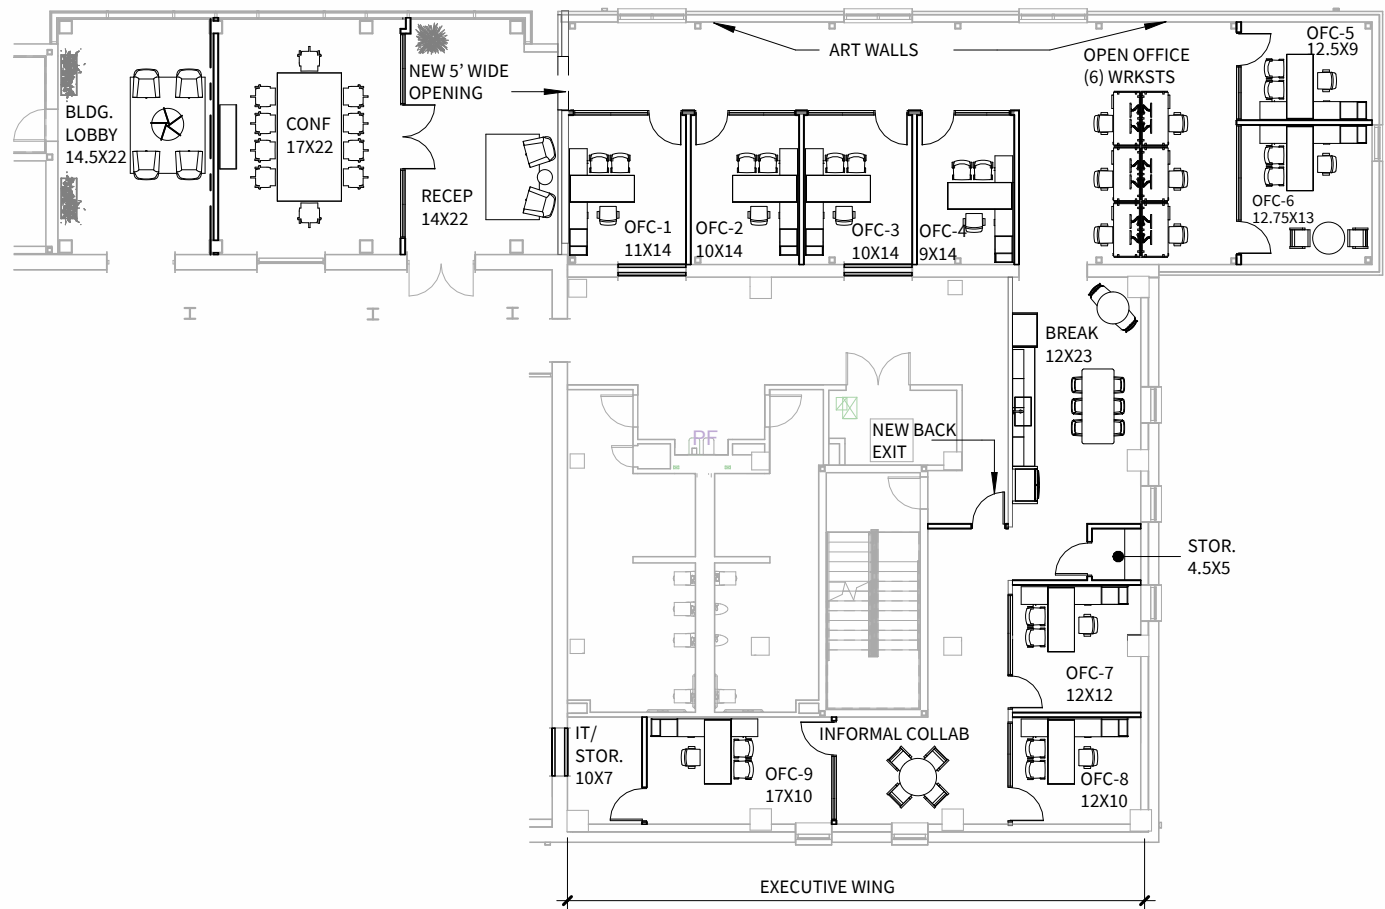 OFC-5
12.5X9
ART WALLS
OPEN OFFICE
(6) WRKSTS
NEW 5' WIDE
OPENING
BLDG.
LOBBY
14.5X22
CONF
17X22
RECEP
14X22
OFC-1
11X14
OFC-2
10X14
OFC-3
10X14
OFC-4
9X14
OFC-6
12.75X13
BREAK
12X23
NEW BACK
EXIT
PF
STOR.
4.5X5
OFC-7
12X12
IT/
STOR.
10X7
INFORMAL COLLAB
OFC-9
17X10
OFC-8
12X10
EXECUTIVE WING